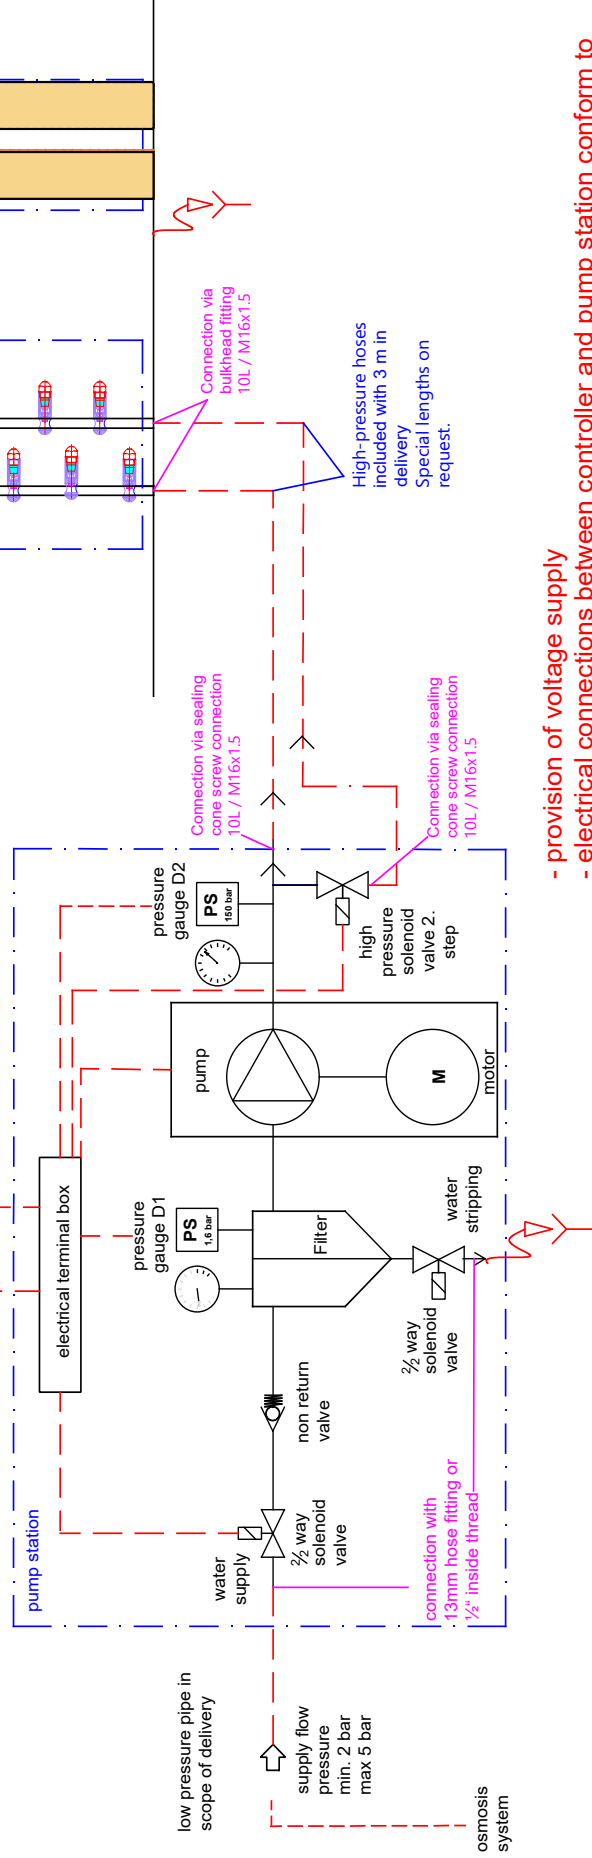 low pressure pipe in
scope of delivery
supply flow
pressure
min. 2 bar
max 5 bar
osmosis
system
pump station
water
supply
2/2 way
solenoid
valve
non return
valve
connection with
13mm hose fitting or
½" inside thread
electrical terminal box
pressure
gauge D1
PS
1,6 bar
Filter
2/2 way
solenoid
valve
water
stripping
pump
M
motor
pressure
gauge D2
PS
150 bar
high
pressure
solenoid
valve 2.
step
Connection via sealing
cone screw connection
10L / M16x1.5
Connection via sealing
cone screw connection
10L / M16x1.5
Connection via
bulkhead fitting
10L / M16x1.5
High-pressure hoses
included with 3 m in
delivery
Special lengths on
request.
- provision of voltage supply
- electrical connections between controller and pump station conform to